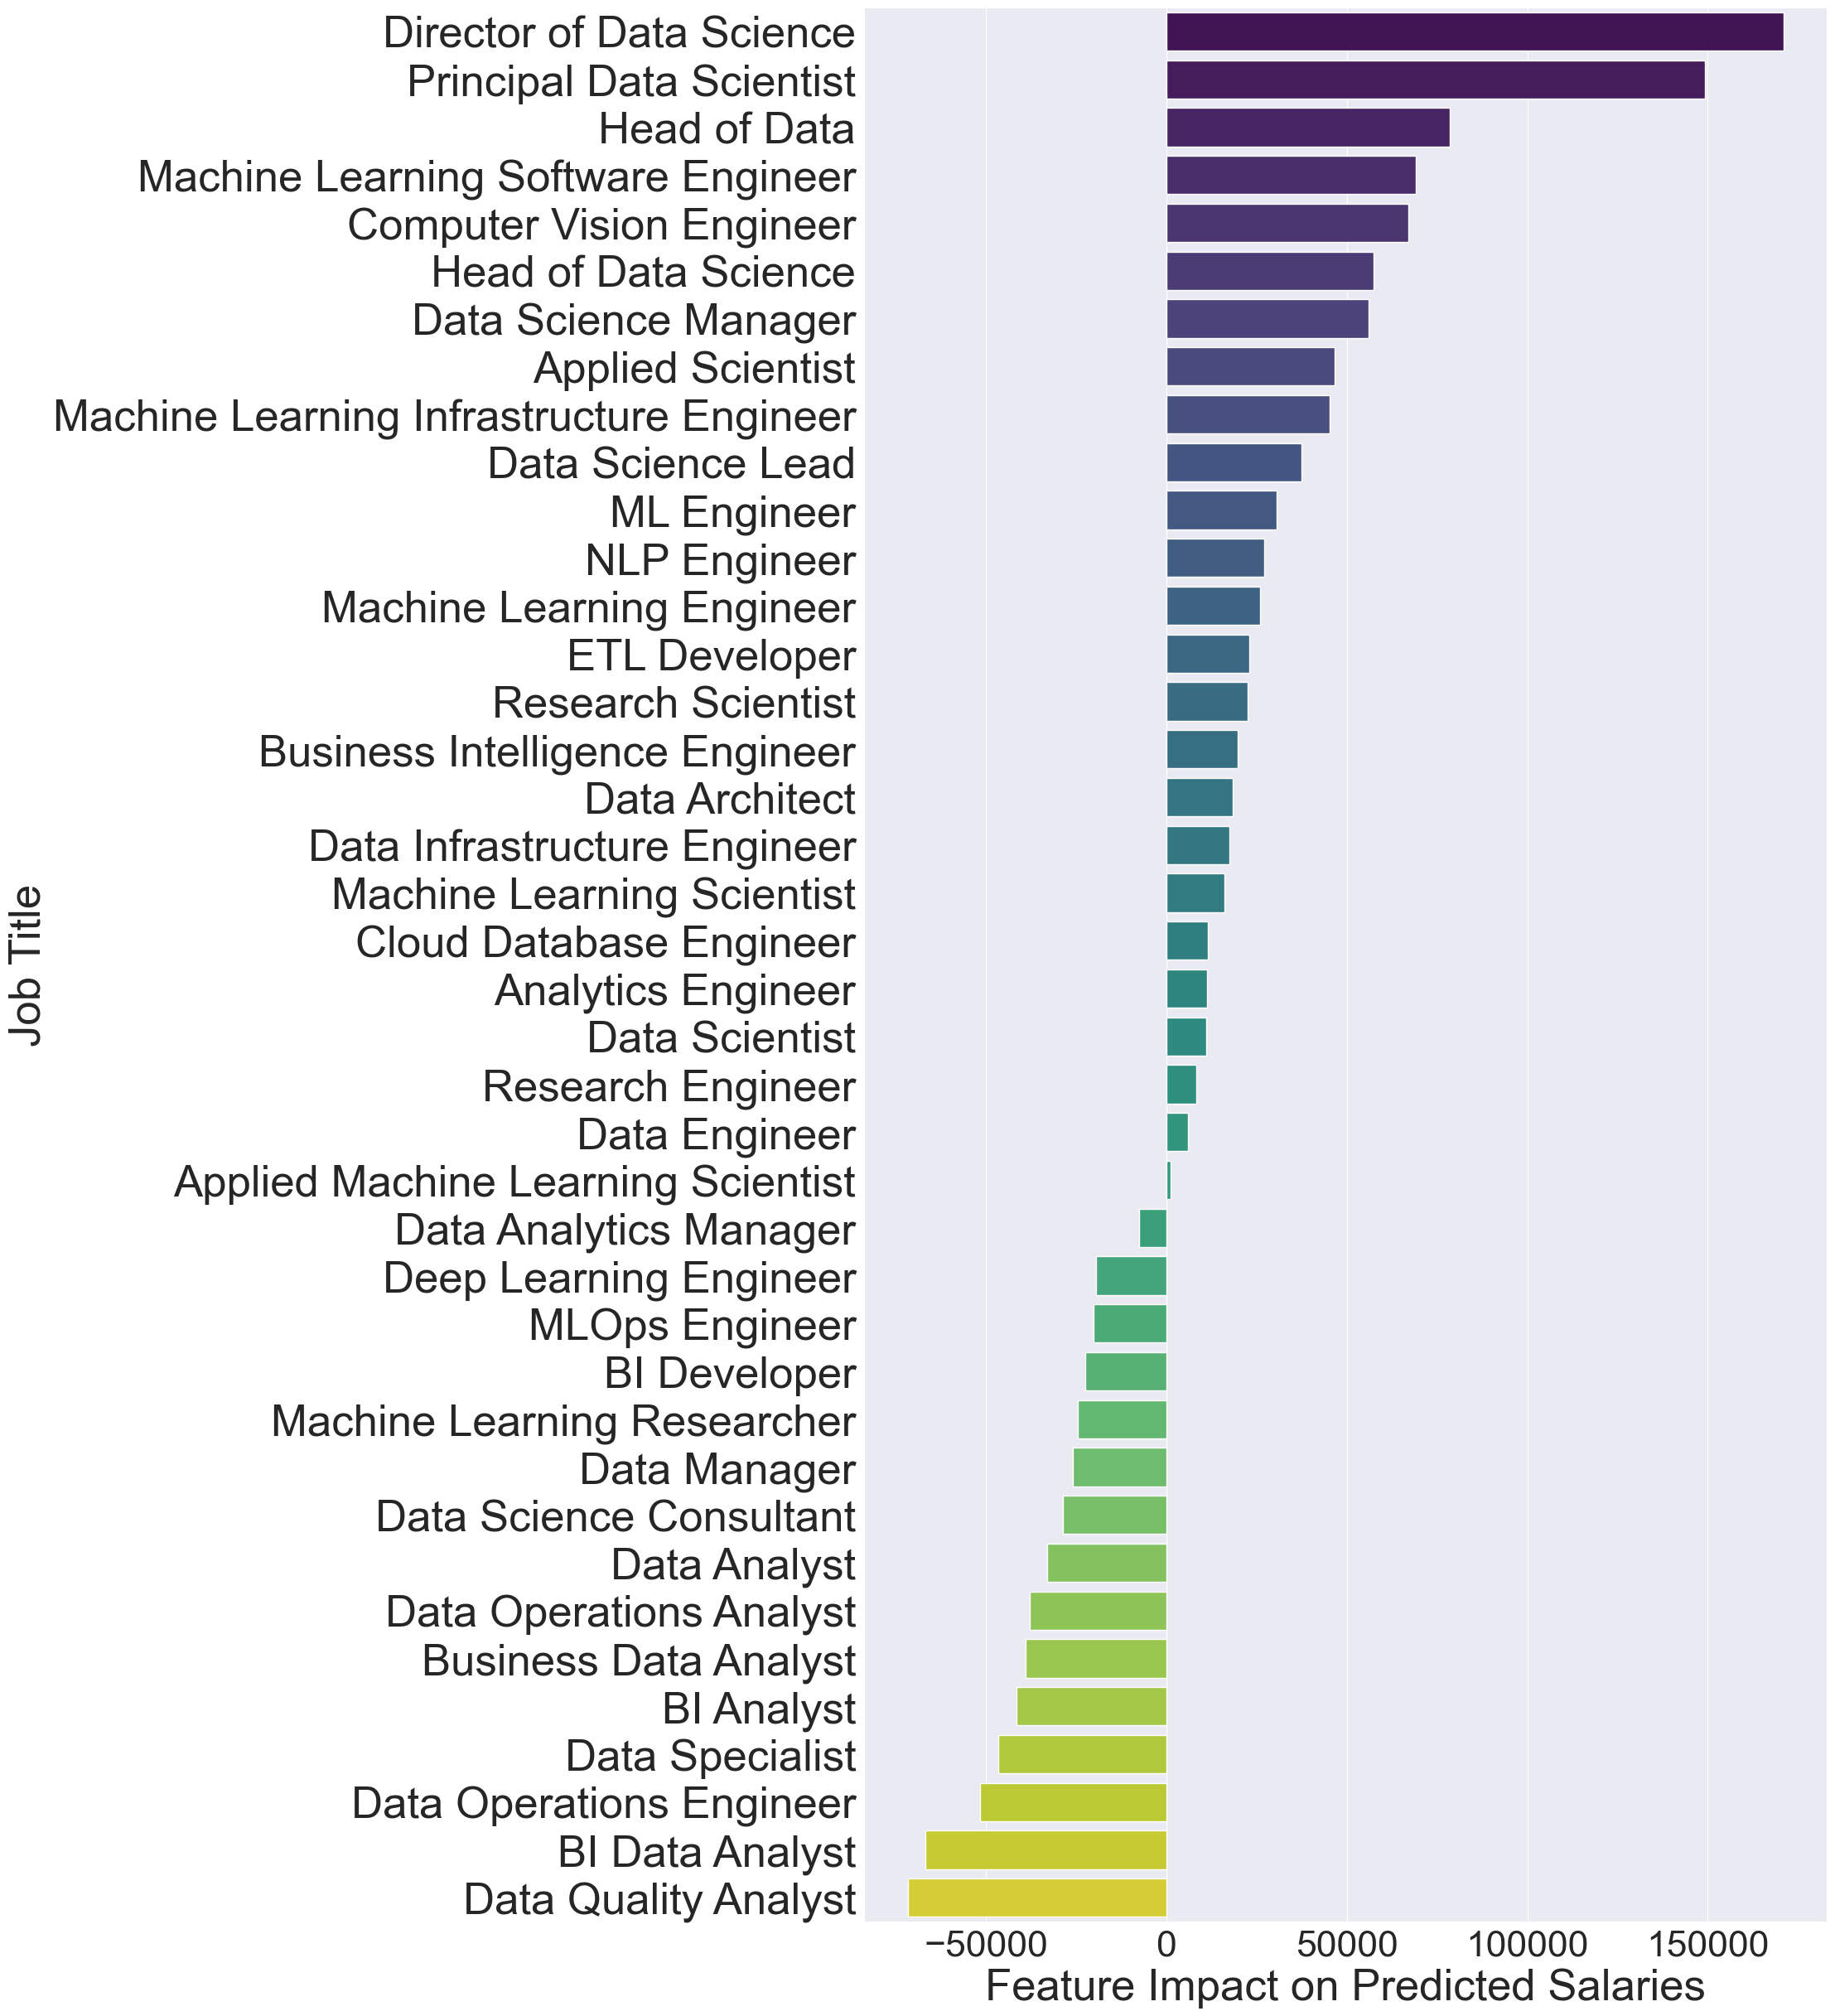 Director of Data Science
Principal Data Scientist
Head of Data
Machine Learning Software Engineer
Computer Vision Engineer
Head of Data Science
Data Science Manager
Applied Scientist
Machine Learning Infrastructure Engineer
Data Science Lead
ML Engineer
NLP Engineer
Machine Learning Engineer
ETL Developer
Research Scientist
Business Intelligence Engineer
Data Architect
Data Infrastructure Engineer
Machine Learning Scientist
Cloud Database Engineer
Analytics Engineer
Data Scientist
Research Engineer
Data Engineer
Applied Machine Learning Scientist
Data Analytics Manager
Deep Learning Engineer
MLOps Engineer
BI Developer
Machine Learning Researcher
Data Manager
Data Science Consultant
Data Analyst
Data Operations Analyst
Business Data Analyst
BI Analyst
Data Specialist
Data Operations Engineer
BI Data Analyst
Data Quality Analyst
Job Title
−50000 0 50000 100000 150000
Feature Impact on Predicted Salaries